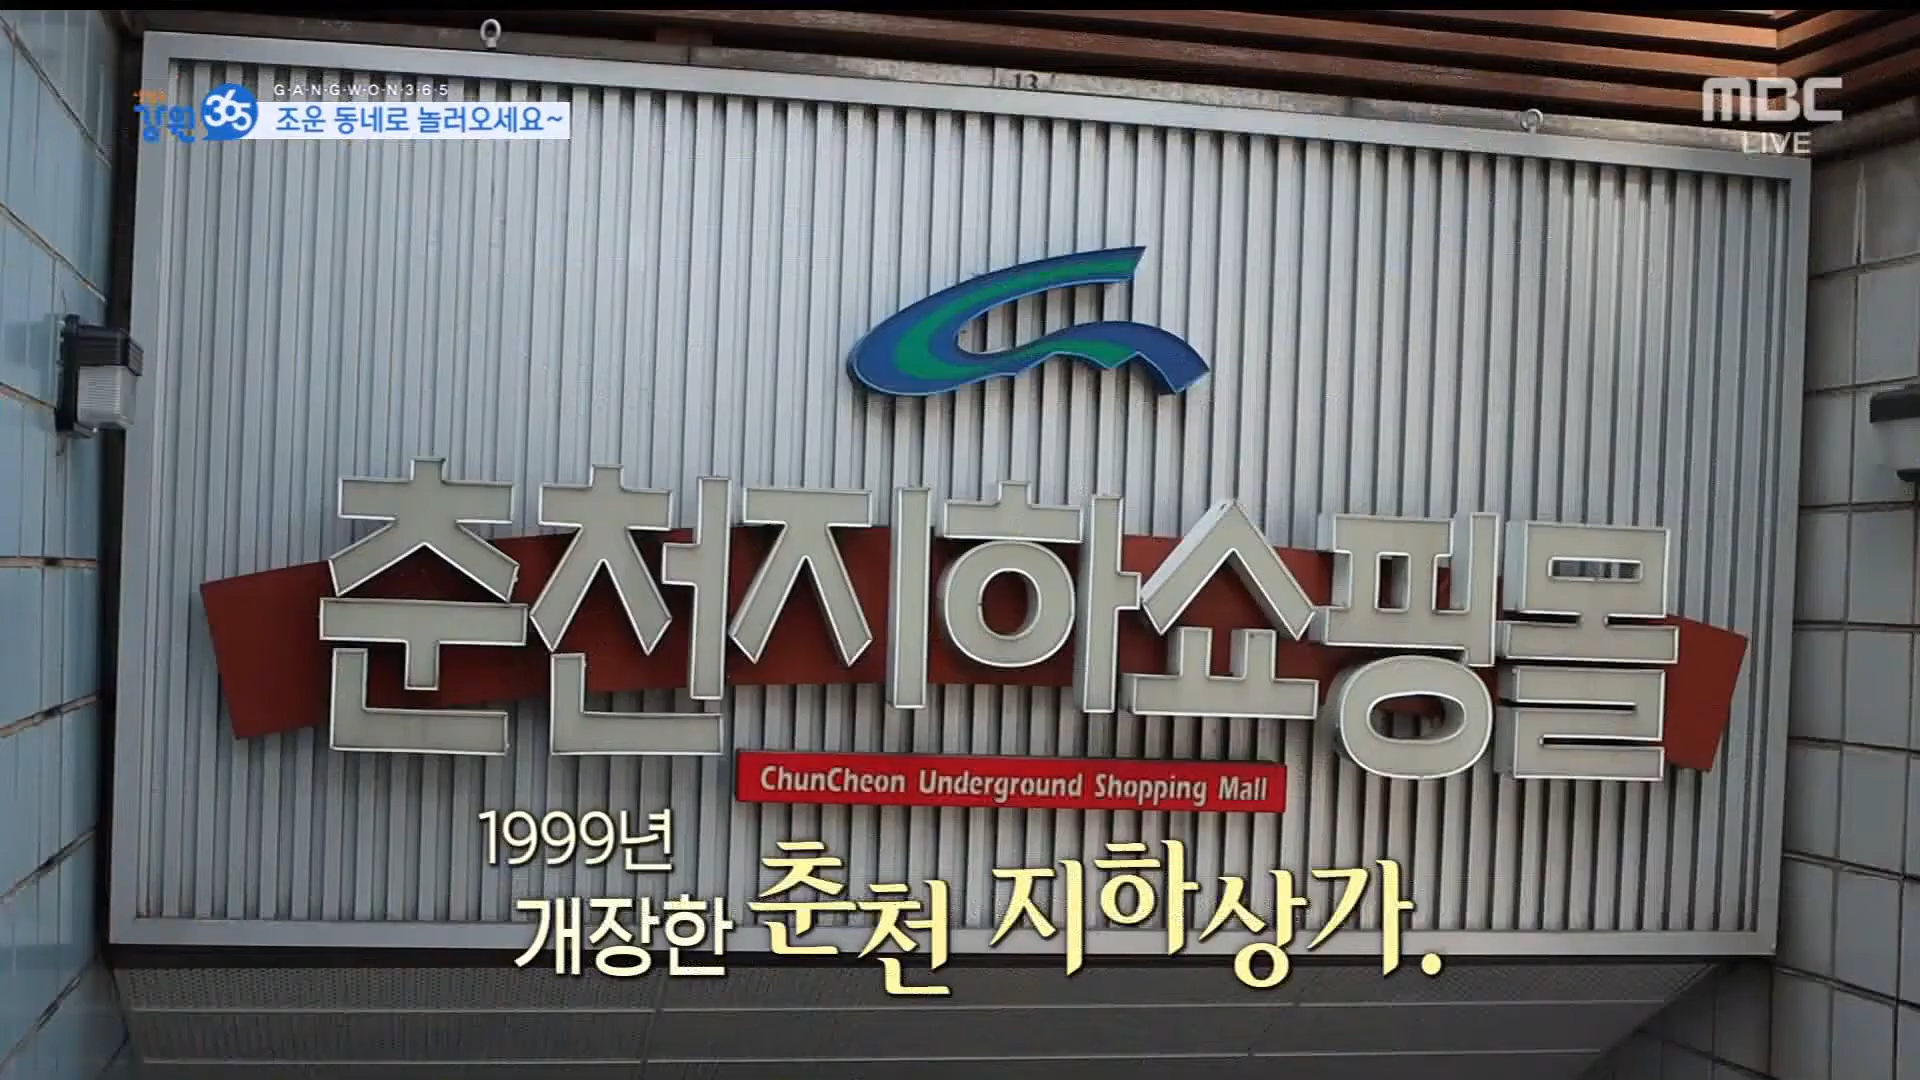 G·A·N·G·W·O·N·3·6·5
강원 365
조운 동네로 놀러오세요~
MBC
LIVE
춘천지하쇼핑몰
ChunCheon Underground Shopping Mall
1999년
개장한 춘천 지하상가.